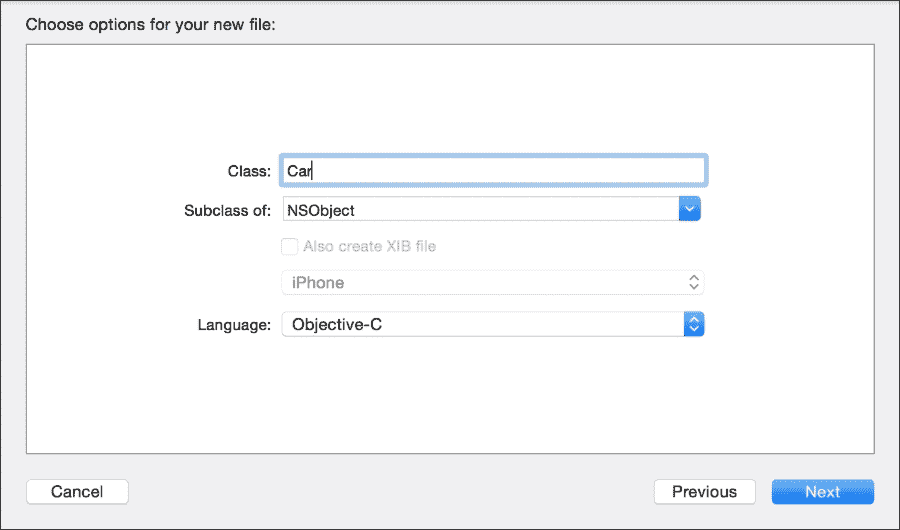 Choose options for your new file:
Class: Car
Subclass of: NSObject
Also create XIB file
iPhone
Language: Objective-C
Cancel Previous Next